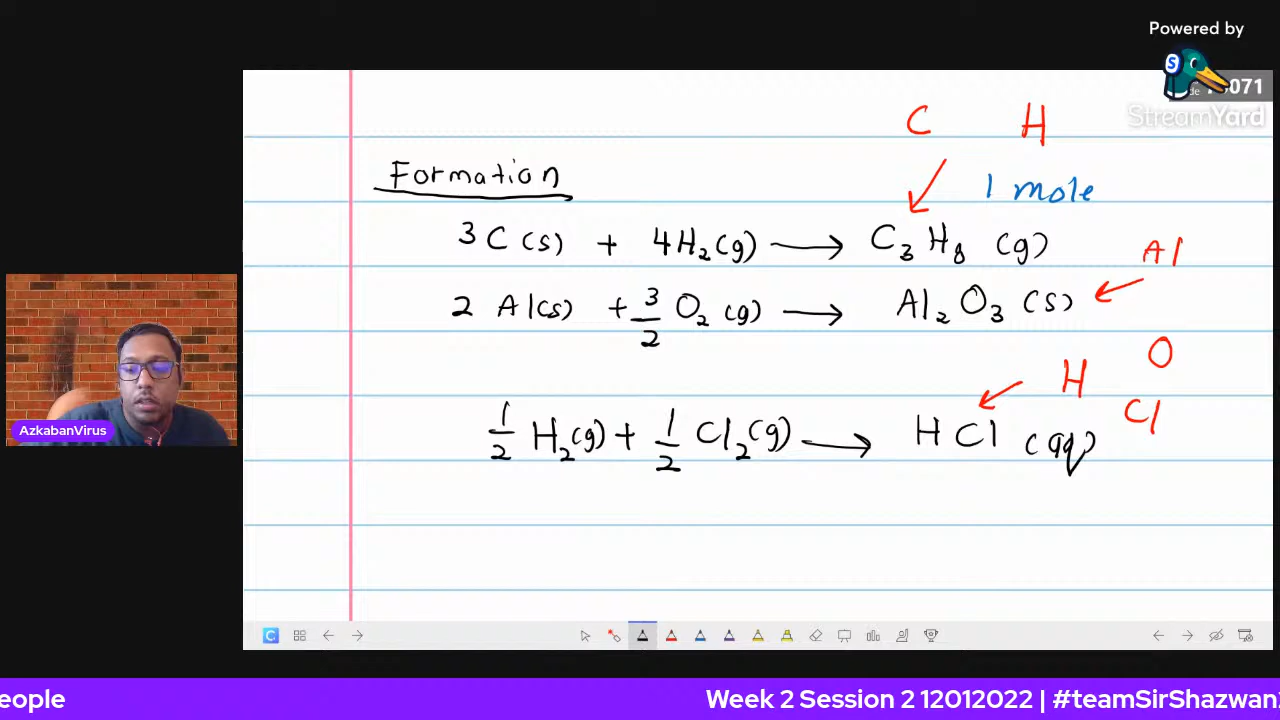 Powered by
071
StreamYard
C H
Formation
1 mole
3 C (s) + 4H₂(g) → C₃H₈ (g)
Al
2 Al(s) + 3/2 O₂ (g) → Al₂O₃ (s)
O
H
Cl
1/2 H₂(g) + 1/2 Cl₂(g) → HCl (aq)
AzkabanVirus
eople
Week 2 Session 2 12012022 | #teamSirShazwan